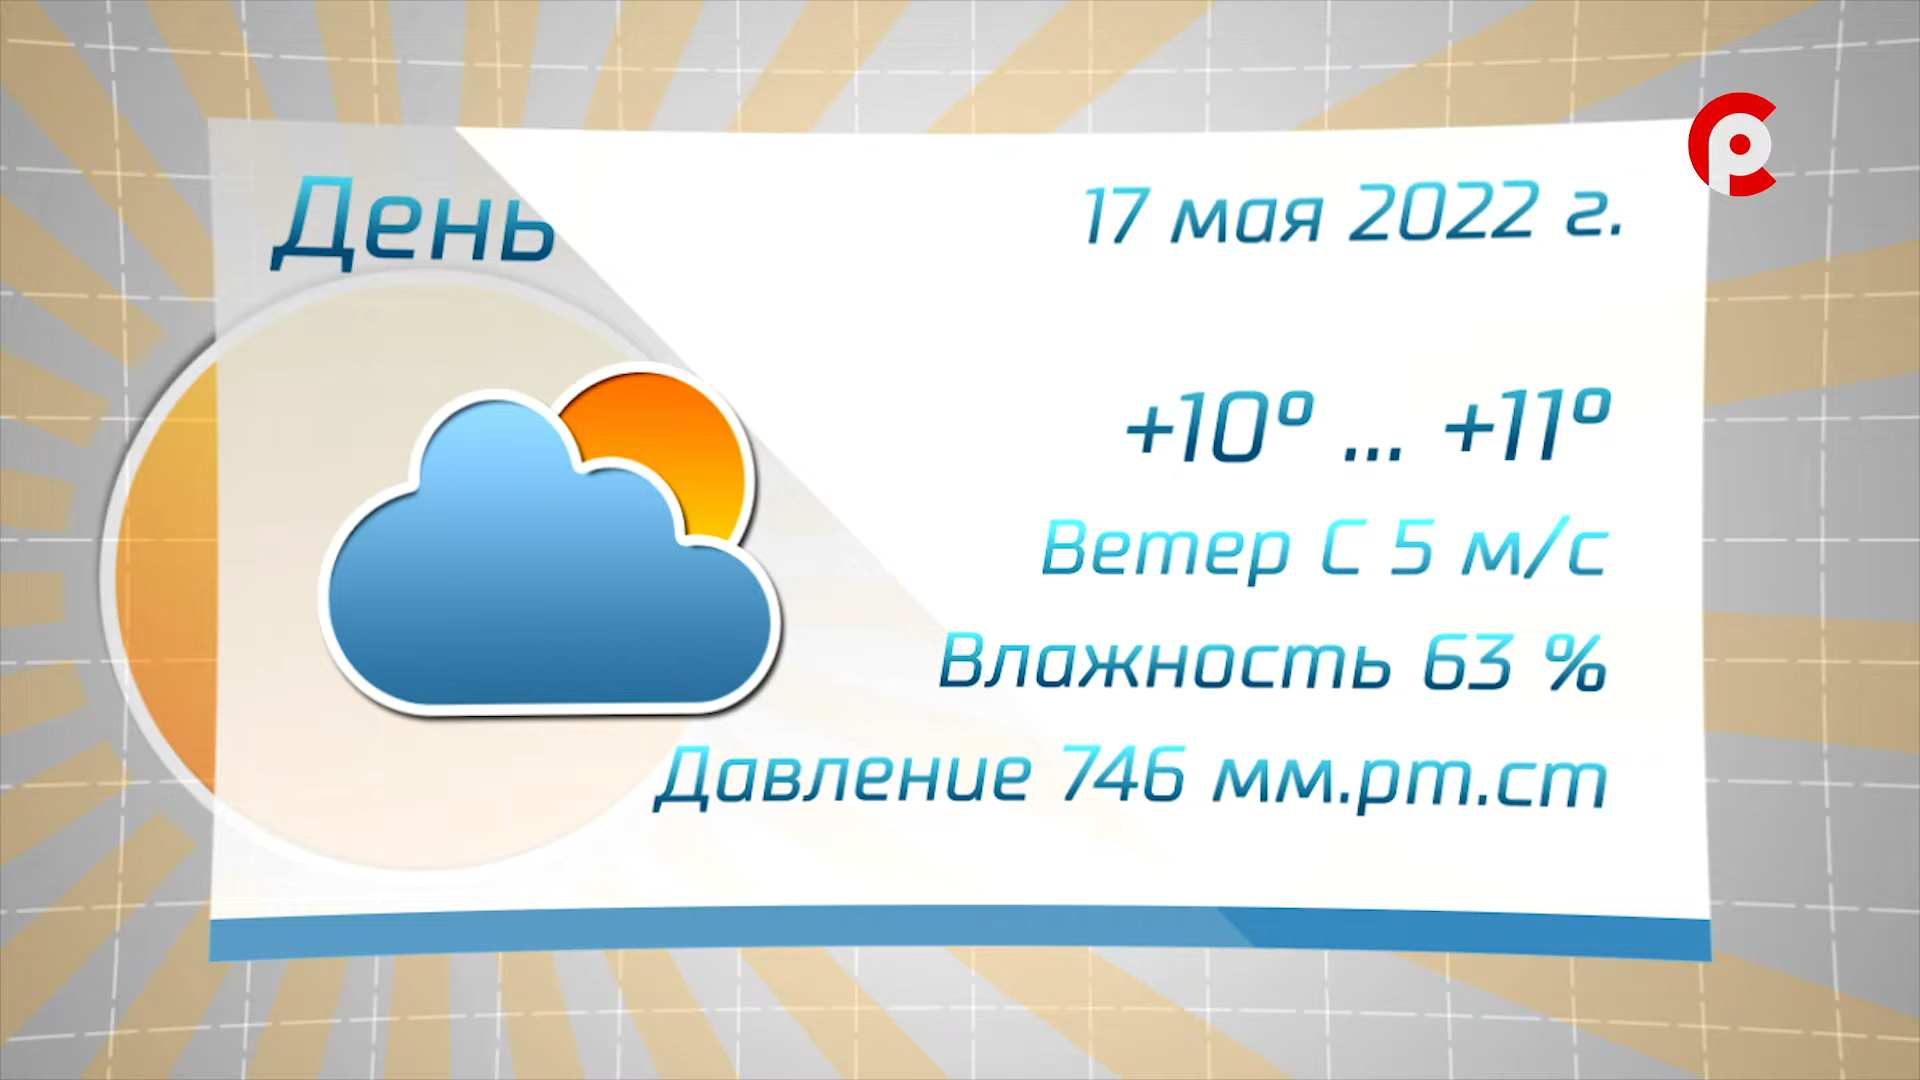 День
17 мая 2022 г.
+10° ... +11°
Ветер С 5 м/с
Влажность 63 %
Давление 746 мм.рт.ст